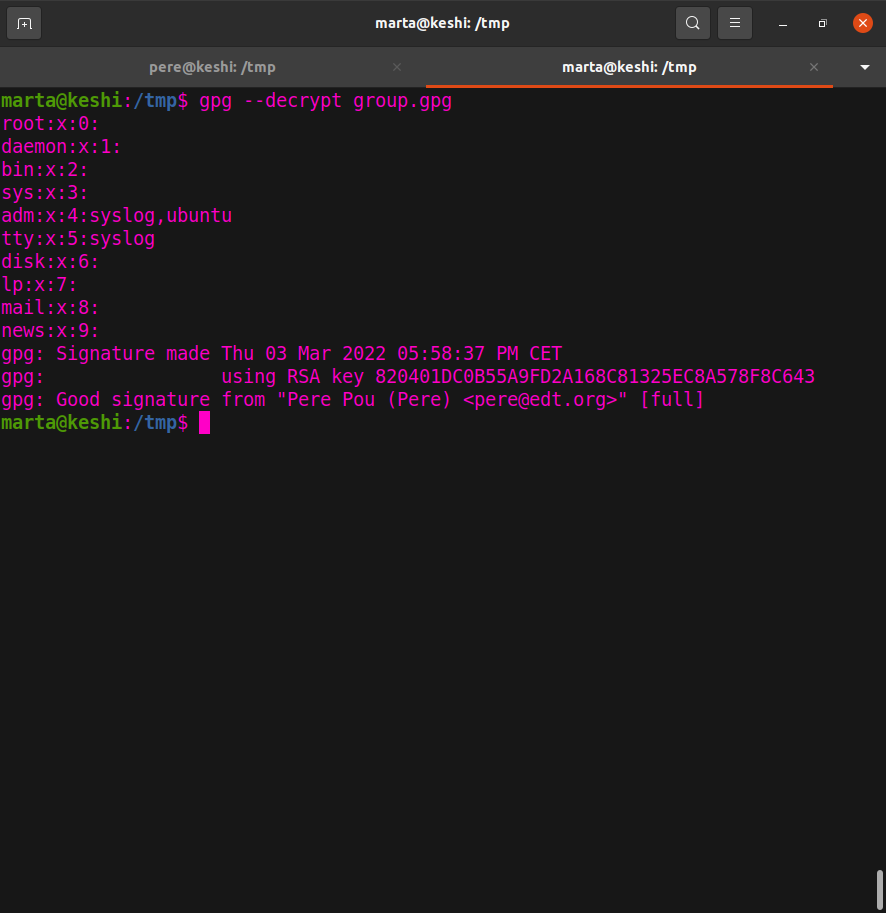 marta@keshi: /tmp
pere@keshi: /tmp
marta@keshi: /tmp
marta@keshi:/tmp$ gpg --decrypt group.gpg
root:x:0:
daemon:x:1:
bin:x:2:
sys:x:3:
adm:x:4:syslog,ubuntu
tty:x:5:syslog
disk:x:6:
lp:x:7:
mail:x:8:
news:x:9:
gpg: Signature made Thu 03 Mar 2022 05:58:37 PM CET
gpg:                using RSA key 820401DC0B55A9FD2A168C81325EC8A578F8C643
gpg: Good signature from "Pere Pou (Pere) <pere@edt.org>" [full]
marta@keshi:/tmp$